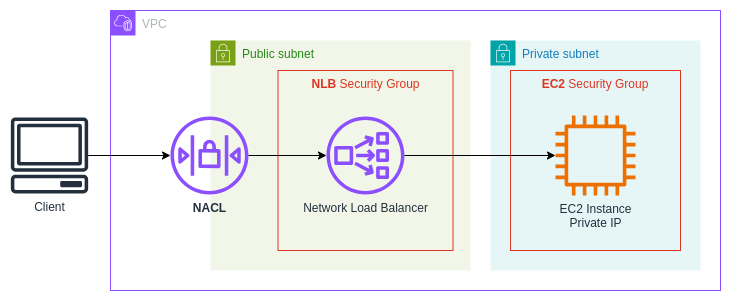 VPC
Public subnet
Private subnet
NLB Security Group
EC2 Security Group
Client
NACL
Network Load Balancer
EC2 Instance
Private IP